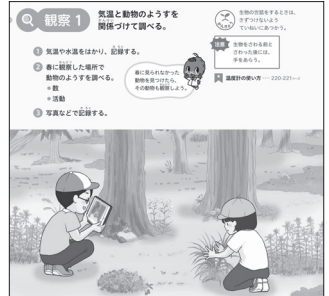 観察 1
気温と動物のようすを
関係づけて調べる。
かんさつ
1 気温や水温をはかり、記録する。
2 春に観察した場所で
動物のようすを調べる。
●数
●活動
3 写真などで記録する。
春に見られなかった
動物を見つけたら、
その動物も観察しよう。
生物の世話をするときは、
きずつけないよう
ていねいにあつかう。
注意
生物をさわる前と
さわった後には、
手をあらう。
温度計の使い方 … 220-221ページ